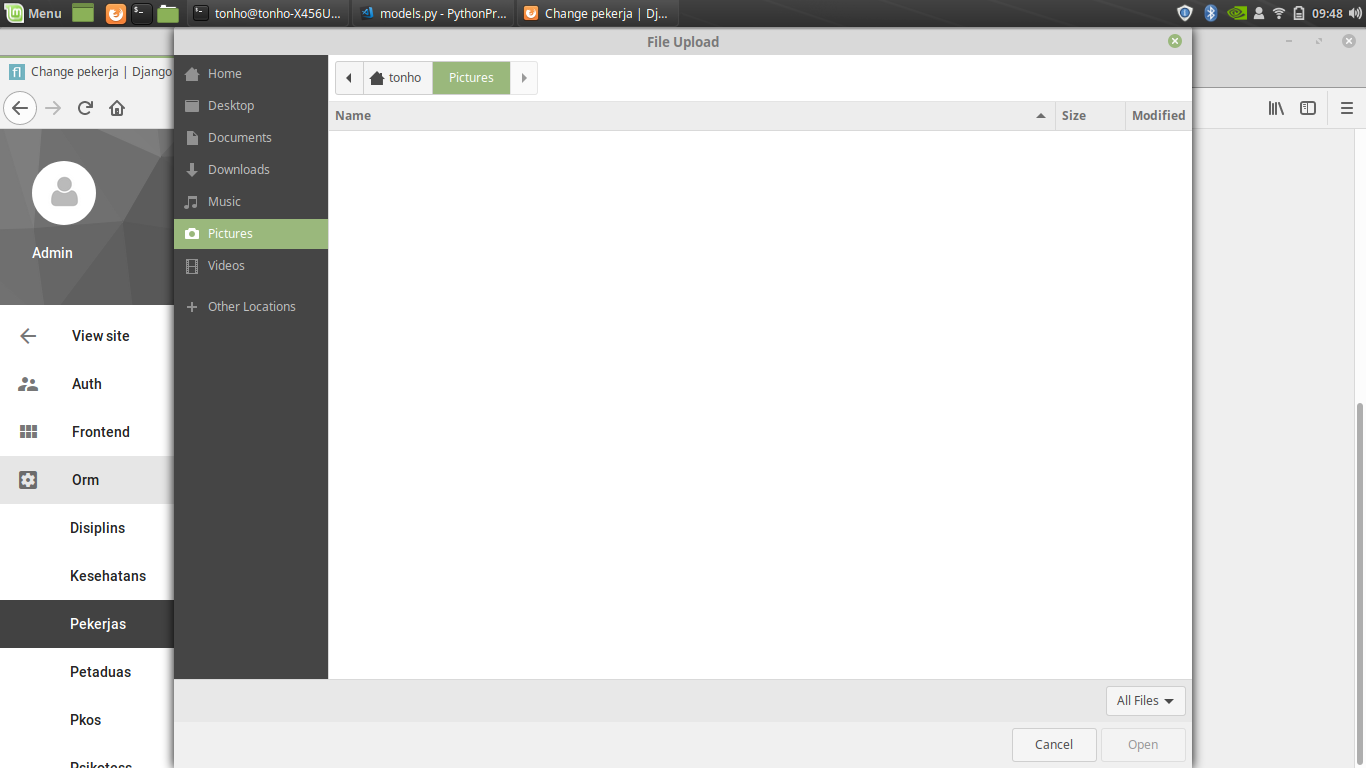 Menu
tonho@tonho-X456U...
models.py - PythonPr...
Change pekerja | Dj...
09:48
File Upload
Change pekerja | Django
Admin
View site
Auth
Frontend
Orm
Disiplins
Kesehatans
Pekerjas
Petaduas
Pkos
Psikotess
Home
Desktop
Documents
Downloads
Music
Pictures
Videos
Other Locations
tonho
Pictures
Name
Size
Modified
All Files
Cancel
Open